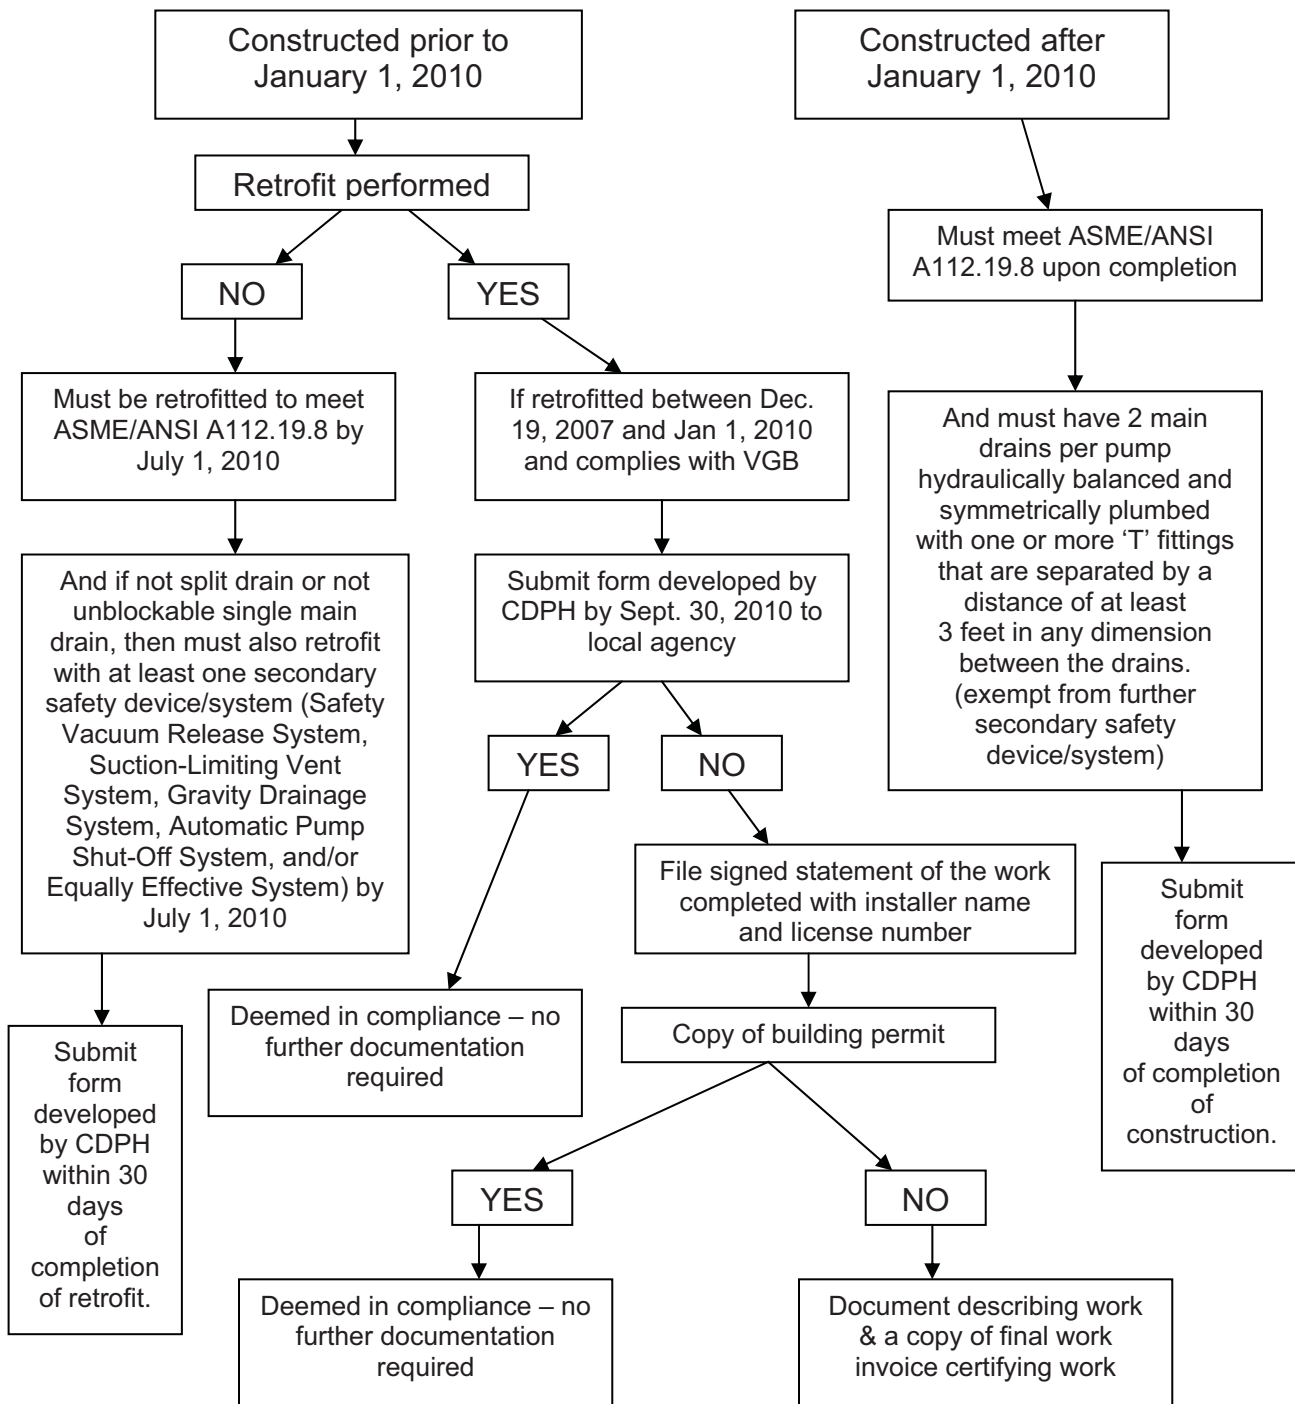 Constructed prior to
January 1, 2010
Constructed after
January 1, 2010
Retrofit performed
NO
YES
Must meet ASME/ANSI
A112.19.8 upon completion
Must be retrofitted to meet
ASME/ANSI A112.19.8 by
July 1, 2010
If retrofitted between Dec.
19, 2007 and Jan 1, 2010
and complies with VGB
And must have 2 main
drains per pump
hydraulically balanced and
symmetrically plumbed
with one or more ‘T’ fittings
that are separated by a
distance of at least
3 feet in any dimension
between the drains.
(exempt from further
secondary safety
device/system)
And if not split drain or not
unblockable single main
drain, then must also retrofit
with at least one secondary
safety device/system (Safety
Vacuum Release System,
Suction-Limiting Vent
System, Gravity Drainage
System, Automatic Pump
Shut-Off System, and/or
Equally Effective System) by
July 1, 2010
Submit form developed by
CDPH by Sept. 30, 2010 to
local agency
YES
NO
File signed statement of the work
completed with installer name
and license number
Submit
form
developed
by CDPH
within 30
days
of completion
of
construction.
Deemed in compliance – no
further documentation
required
Copy of building permit
Submit
form
developed
by CDPH
within 30
days
of
completion
of retrofit.
YES
NO
Deemed in compliance – no
further documentation
required
Document describing work
& a copy of final work
invoice certifying work